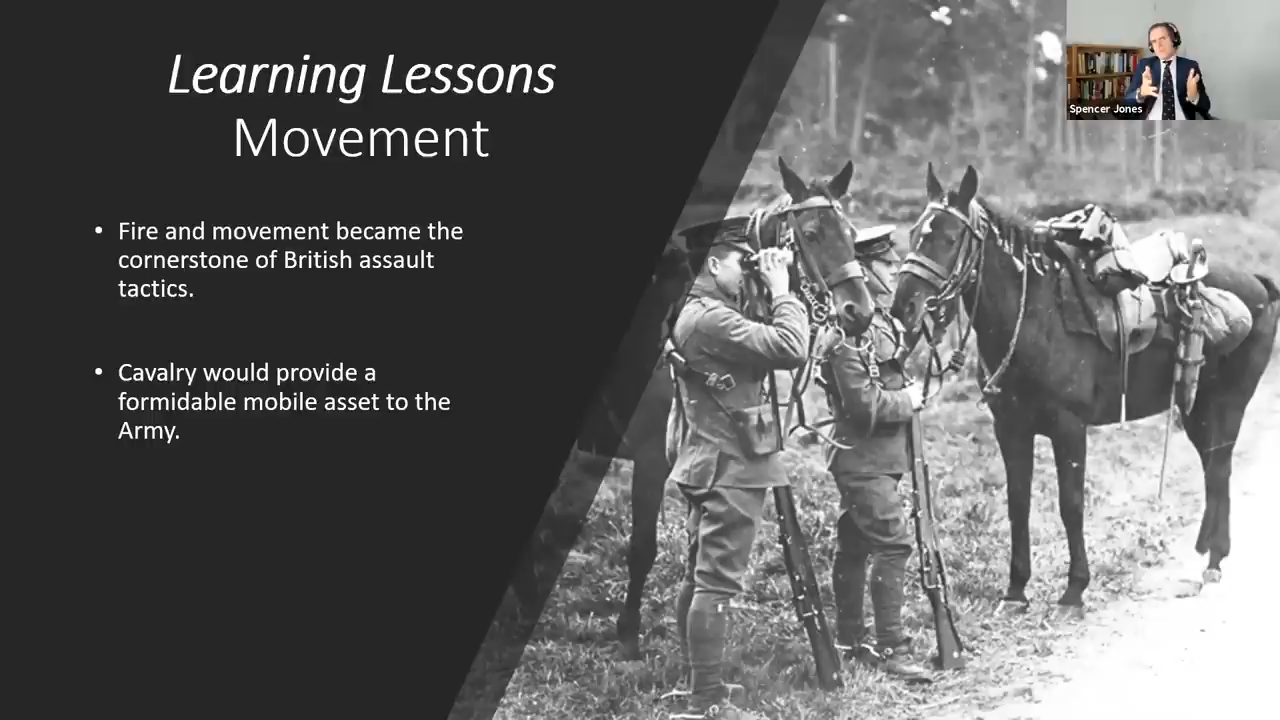 Learning Lessons
Movement
Spencer Jones
• Fire and movement became the
cornerstone of British assault
tactics.
• Cavalry would provide a
formidable mobile asset to the
Army.